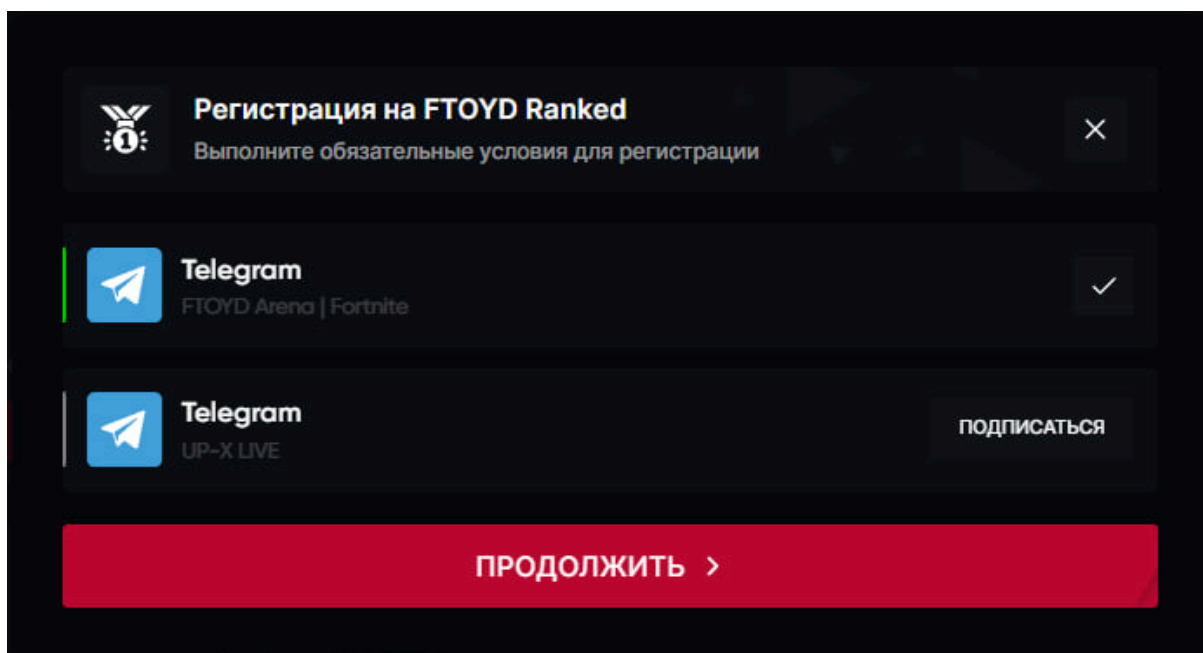 Регистрация на FTOYD Ranked
Выполните обязательные условия для регистрации
Telegram
FTOYD Arena | Fortnite
Telegram
UP-X LIVE
ПОДПИСАТЬСЯ
ПРОДОЛЖИТЬ